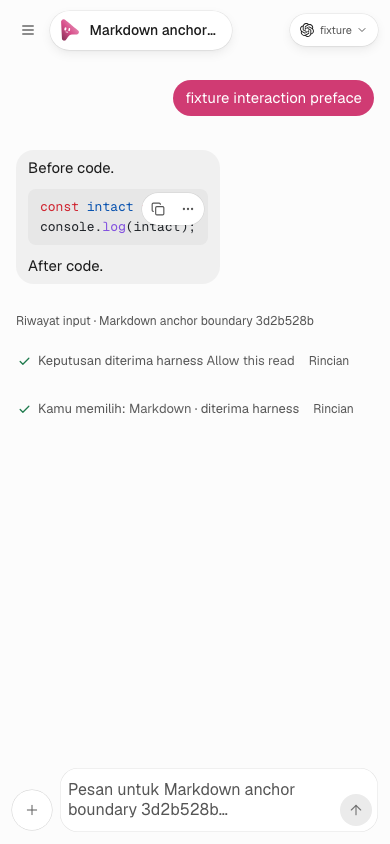 Markdown anchor...
fixture
fixture interaction preface
Before code.
const intact
console.log(intact);
After code.
Riwayat input · Markdown anchor boundary 3d2b528b
Keputusan diterima harness Allow this read Rincian
Kamu memilih: Markdown · diterima harness Rincian
Pesan untuk Markdown anchor
boundary 3d2b528b...